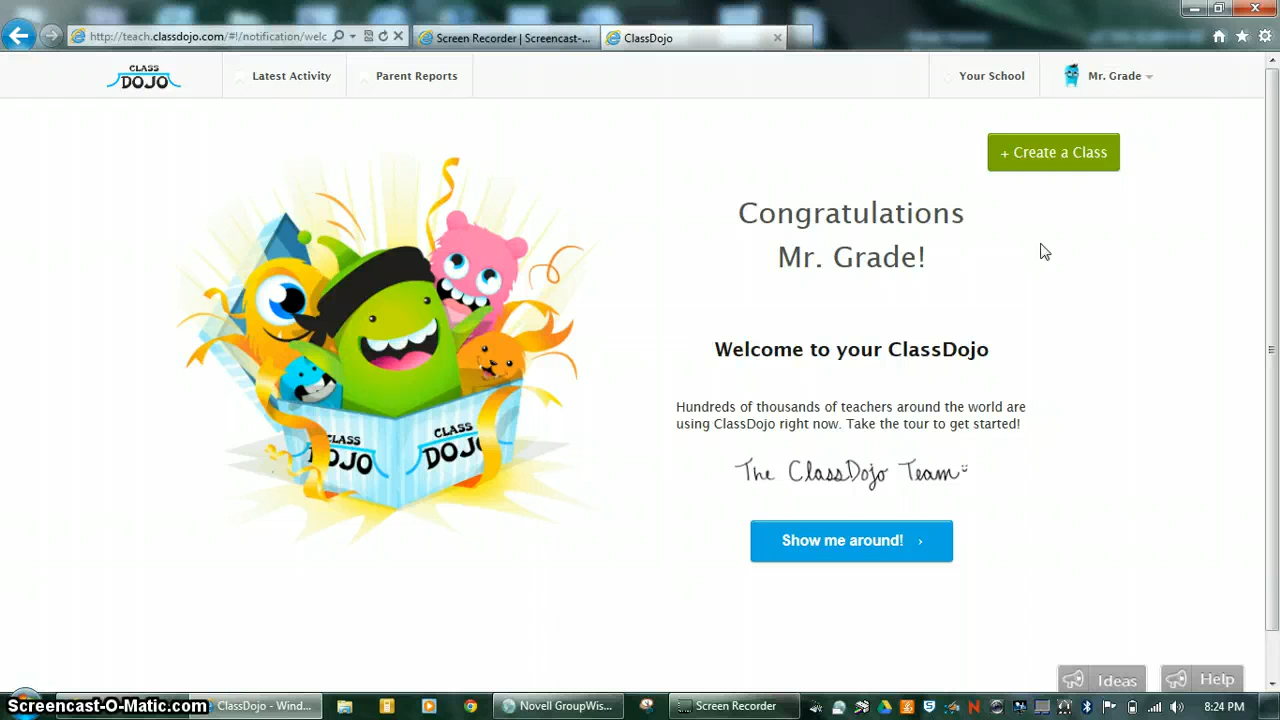 http://teach.classdojo.com/#!/notification/welc
Screen Recorder | Screencast-...
ClassDojo
CLASS
DOJO
Latest Activity
Parent Reports
Your School
Mr. Grade
+ Create a Class
Congratulations
Mr. Grade!
Welcome to your ClassDojo
Hundreds of thousands of teachers around the world are
using ClassDojo right now. Take the tour to get started!
The ClassDojo Team
Show me around! ›
CLASS
DOJO
CLASS
DOJO
Ideas
Help
Screencast-O-Matic.com
ClassDojo - Wind...
Novell GroupWis...
Screen Recorder
8:24 PM